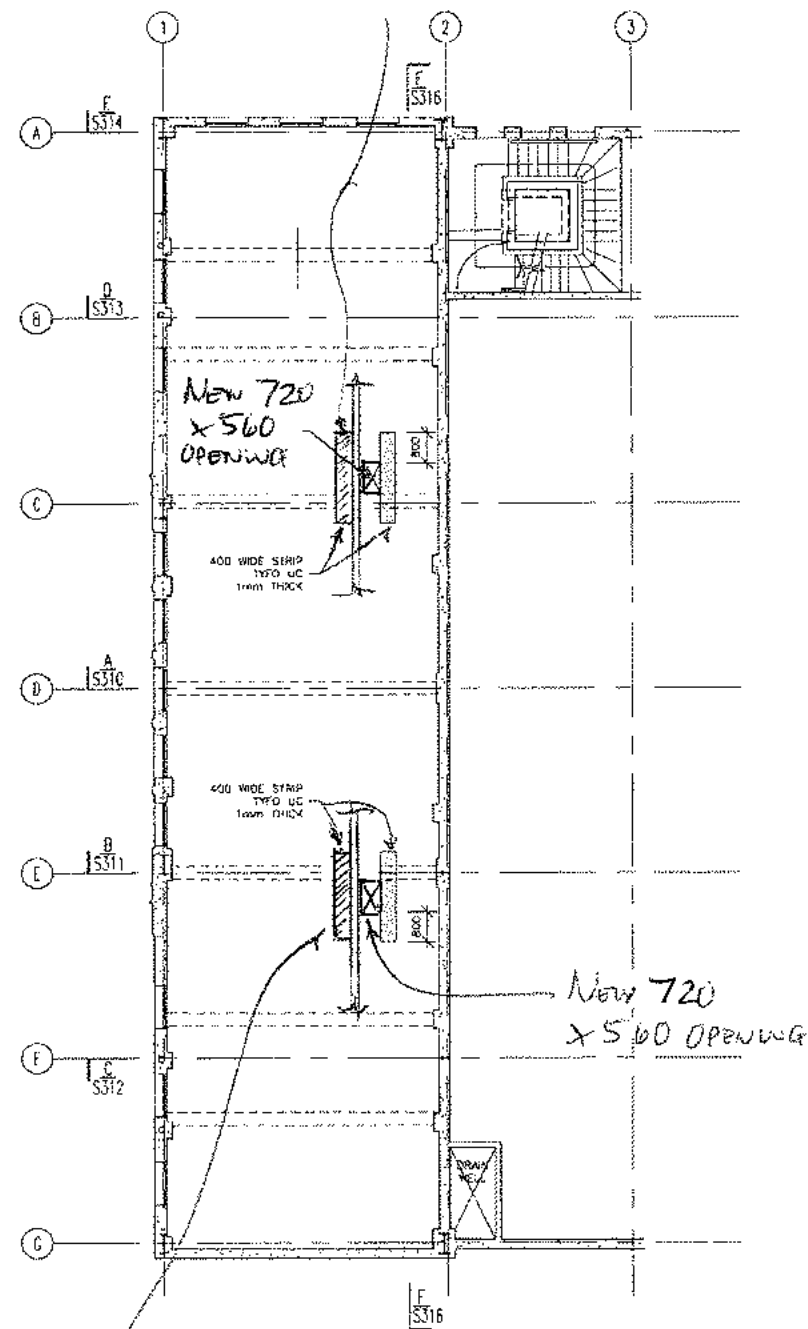 1
2
3
E
S314
F
S316
A
D
S313
B
NEW 720
x 560
OPENING
800
C
400 WIDE STRIP
TYFO UC
1mm THICK
A
S310
D
400 WIDE STRIP
TYFO UC
1mm THICK
B
S311
E
800
NEW 720
x 560 OPENING
F
C
S312
DRAIN
WELL
G
F
S316